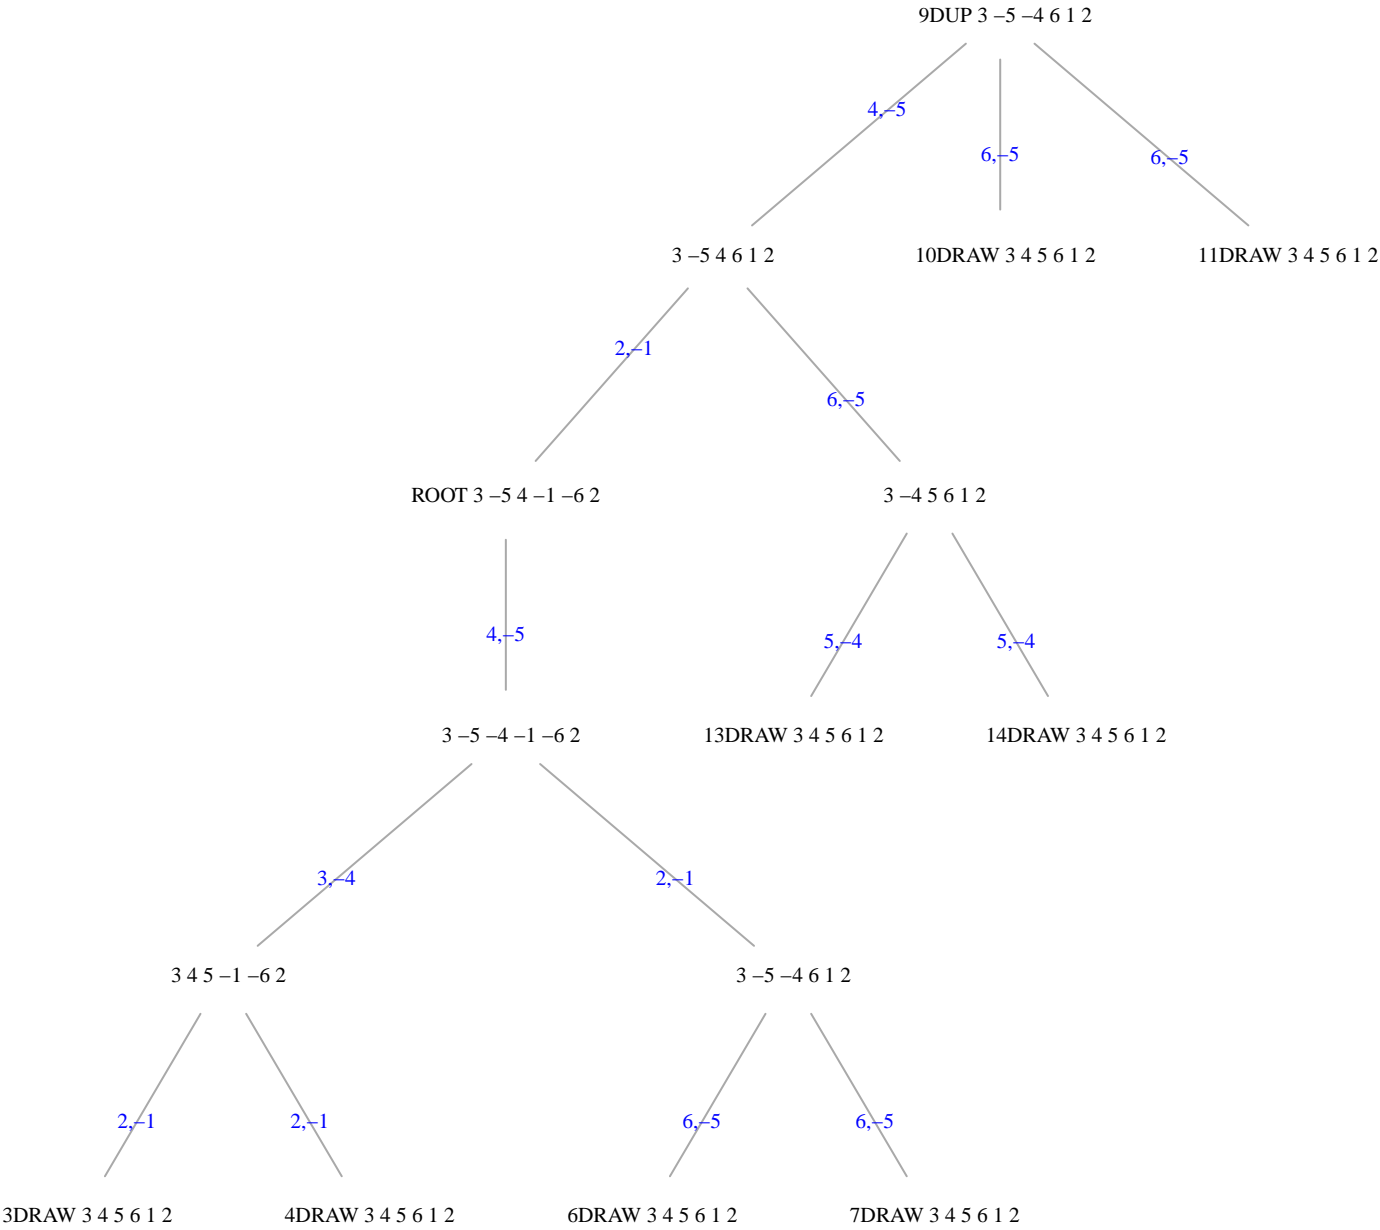 9DUP 3 –5 –4 6 1 2
4,–5
6,–5
6,–5
3 –5 4 6 1 2
10DRAW 3 4 5 6 1 2
11DRAW 3 4 5 6 1 2
2,–1
6,–5
ROOT 3 –5 4 –1 –6 2
3 –4 5 6 1 2
4,–5
5,–4
5,–4
3 –5 –4 –1 –6 2
13DRAW 3 4 5 6 1 2
14DRAW 3 4 5 6 1 2
3,–4
2,–1
3 4 5 –1 –6 2
3 –5 –4 6 1 2
2,–1
2,–1
6,–5
6,–5
3DRAW 3 4 5 6 1 2
4DRAW 3 4 5 6 1 2
6DRAW 3 4 5 6 1 2
7DRAW 3 4 5 6 1 2